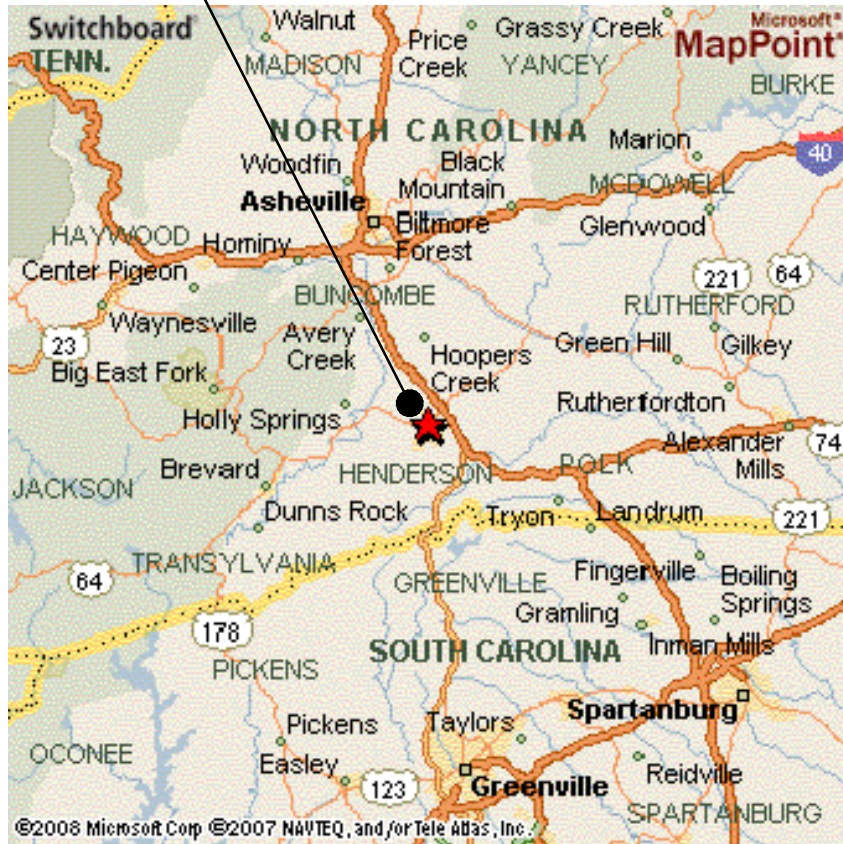 Switchboard
Microsoft®
MapPoint®
TENN.
Walnut
Price
Creek
Grassy Creek
MADISON
YANCEY
BURKE
NORTH CAROLINA
Marion
40
Woodfin
Black
Mountain
MCDOWELL
Asheville
Biltmore
Forest
Glenwood
HAYWOOD
Hominy
Center Pigeon
221
64
BUNCOMBE
RUTHERFORD
Waynesville
Avery
Creek
23
Hoopers
Creek
Green Hill
Gilkey
Big East Fork
Holly Springs
Rutherfordton
Alexander
Mills
74
Brevard
HENDERSON
POLK
JACKSON
Dunns Rock
Tryon
Landrum
221
TRANSYLVANIA
64
GREENVILLE
Fingerville
Boiling
Springs
Gramling
178
SOUTH CAROLINA
Inman Mills
PICKENS
Spartanburg
Pickens
Taylors
OCONEE
Easley
123
Greenville
Reidville
SPARTANBURG
©2008 Microsoft Corp ©2007 NAVTEQ, and/or Tele Atlas, Inc.